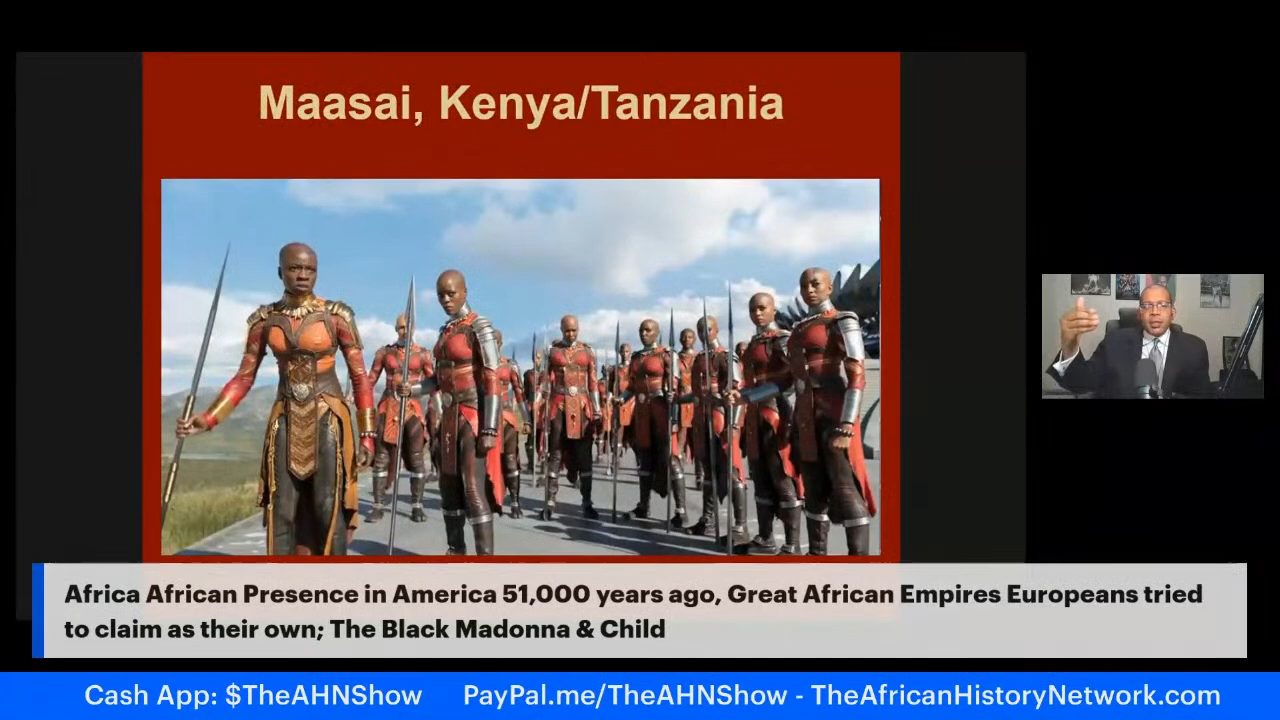 Maasai, Kenya/Tanzania
Africa African Presence in America 51,000 years ago, Great African Empires Europeans tried
to claim as their own; The Black Madonna & Child
Cash App: $TheAHNShow PayPal.me/TheAHNShow - TheAfricanHistoryNetwork.com